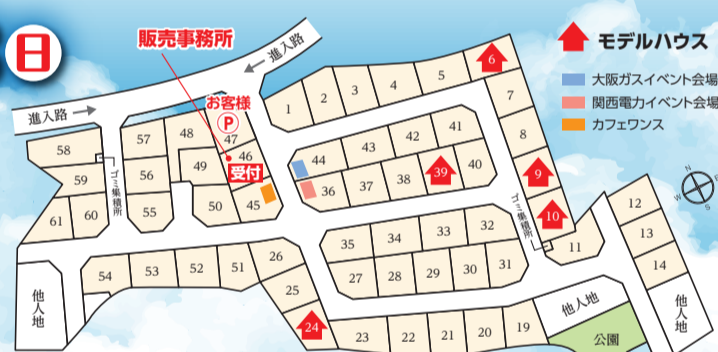 日
販売事務所
進入路
モデルハウス
大阪ガスイベント会場
関西電力イベント会場
カフェワンス
進入路
お客様
P
受付
1
2
3
4
5
6
7
8
9
10
11
12
13
14
58
57
48
47
46
59
56
49
44
43
42
41
61
60
55
50
45
36
37
38
39
40
ゴミ集積所
ゴミ集積所
35
34
33
32
54
53
52
51
26
27
28
29
30
31
25
24
23
22
21
20
19
他人地
他人地
他人地
公園
N
E
S
W